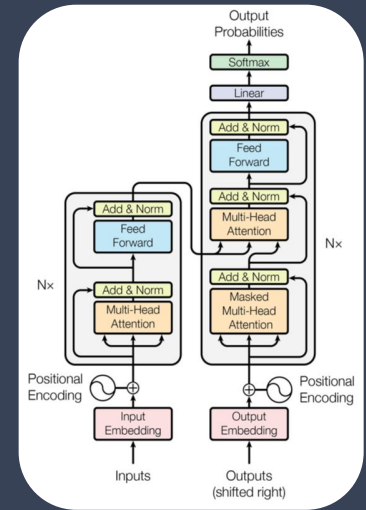 Output
Probabilities
Softmax
Linear
Add & Norm
Feed
Forward
Add & Norm
Multi-Head
Attention
Add & Norm
Masked
Multi-Head
Attention
N×
Positional
Encoding
Output
Embedding
Outputs
(shifted right)
Add & Norm
Feed
Forward
Add & Norm
Multi-Head
Attention
N×
Positional
Encoding
Input
Embedding
Inputs